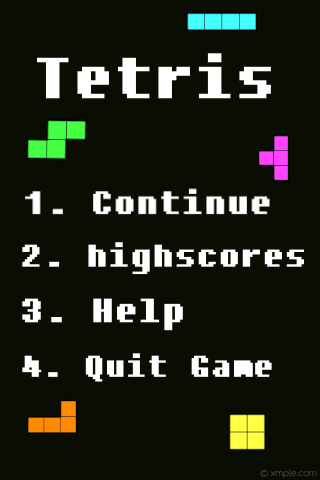 Tetris
1. Continue
2. highscores
3. Help
4. Quit Game
© xmple.com